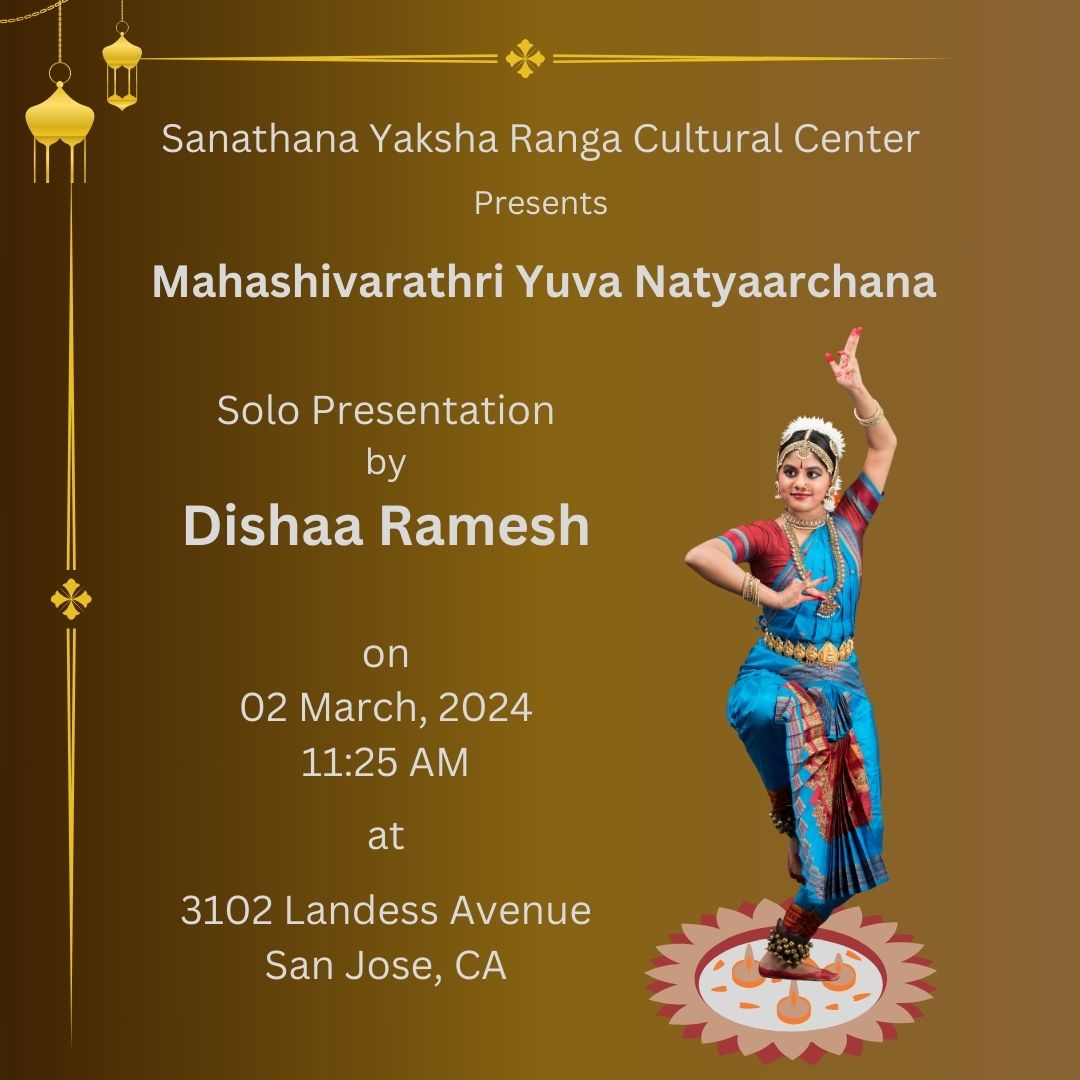 Sanathana Yaksha Ranga Cultural Center
Presents
Mahashivarathri Yuva Natyaarchana
Solo Presentation
by
Dishaa Ramesh
on
02 March, 2024
11:25 AM
at
3102 Landess Avenue
San Jose, CA